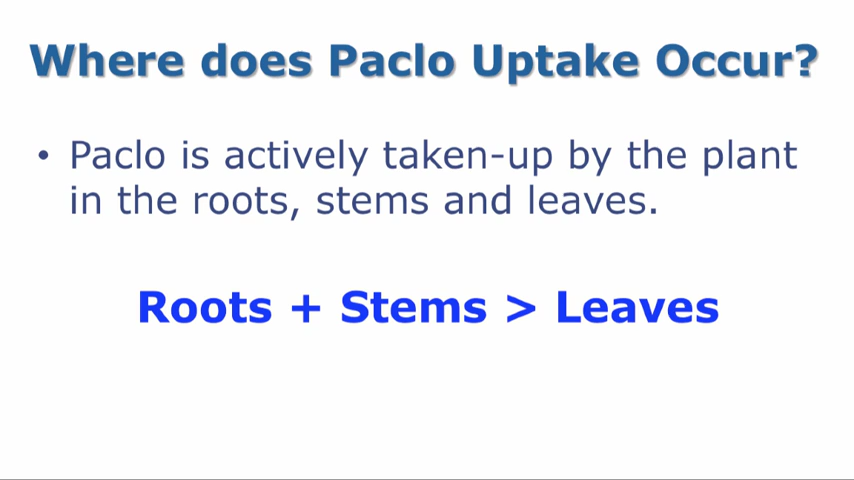 Where does Paclo Uptake Occur?
• Paclo is actively taken-up by the plant
in the roots, stems and leaves.
Roots + Stems > Leaves